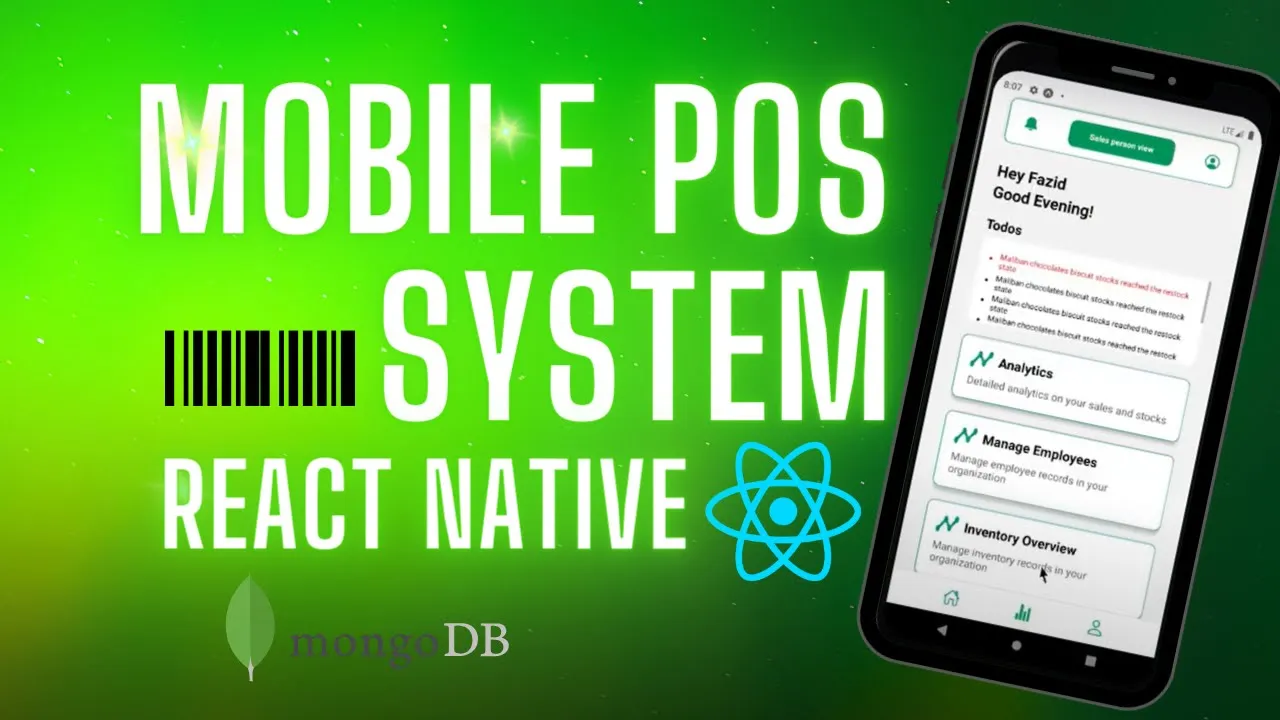 MOBILE POS
SYSTEM
REACT NATIVE
mongoDB
8:07
LTE
Sales person view
Hey Fazid
Good Evening!
Todos
Maliban chocolates biscuit stocks reached the restock
state
Maliban chocolates biscuit stocks reached the restock
state
Maliban chocolates biscuit stocks reached the restock
state
Maliban chocolates biscuit stocks reached the restock
Analytics
Detailed analytics on your sales and stocks
Manage Employees
Manage employee records in your
organization
Inventory Overview
Manage inventory records in your
organization